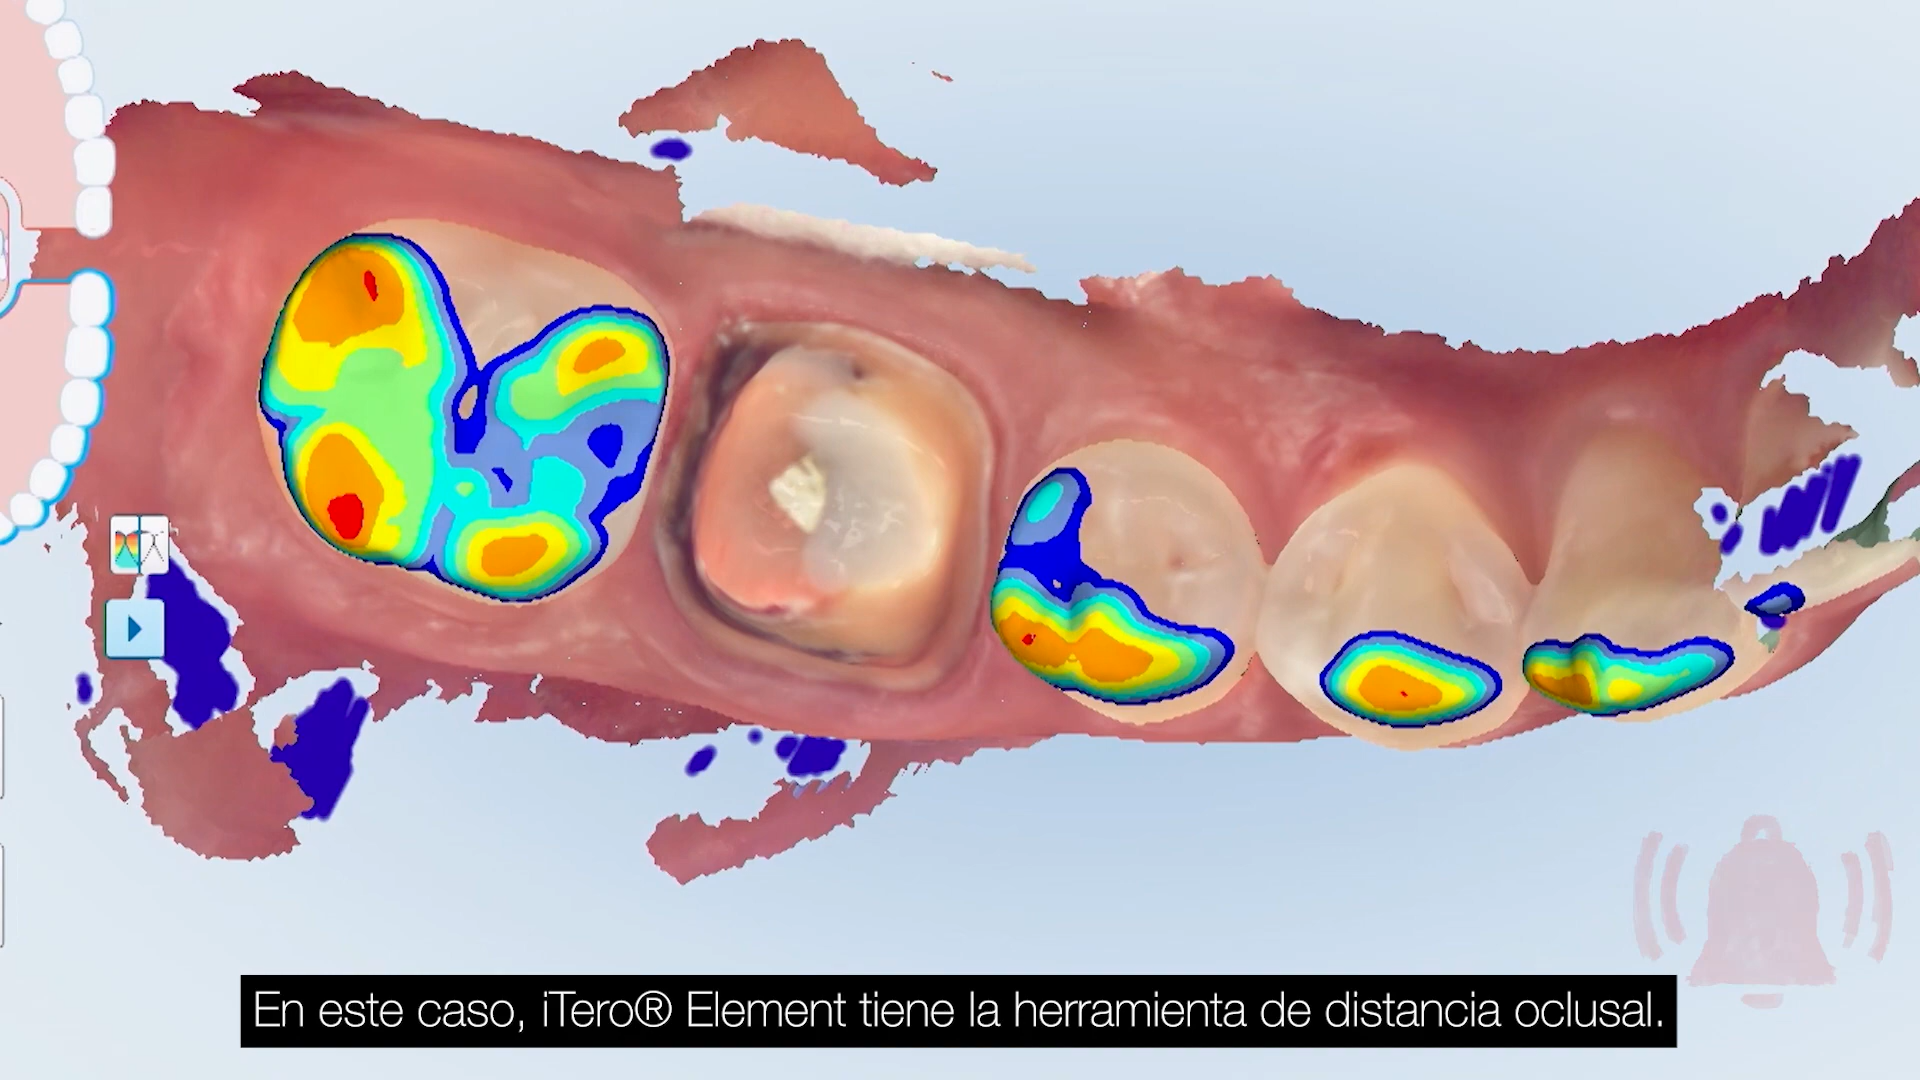 En este caso, iTero® Element tiene la herramienta de distancia oclusal.